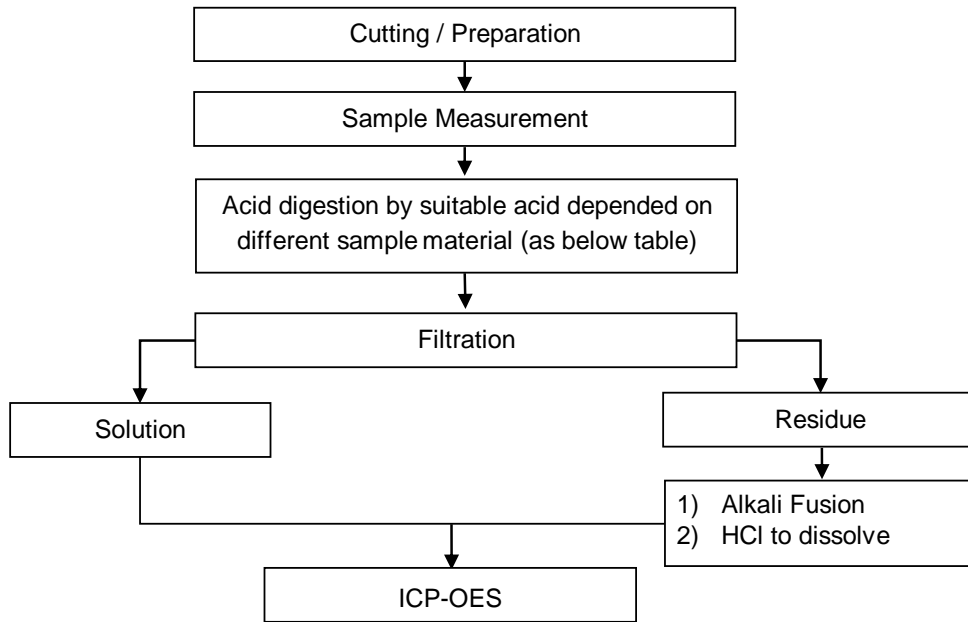 Cutting / Preparation
Sample Measurement
Acid digestion by suitable acid depended on
different sample material (as below table)
Filtration
Solution
Residue
1) Alkali Fusion
2) HCl to dissolve
ICP-OES